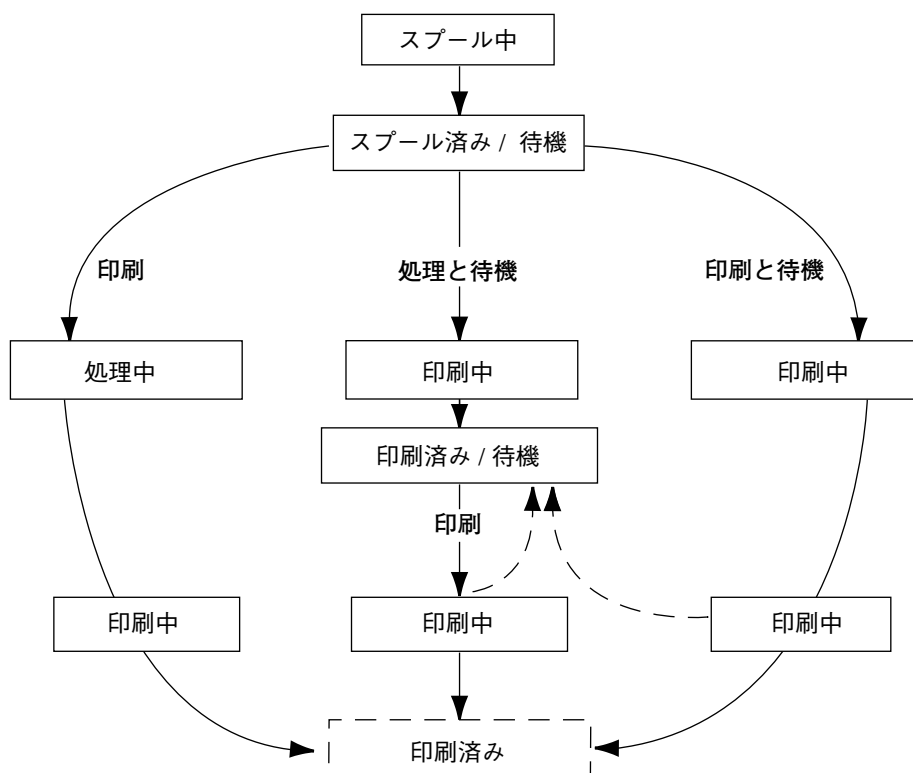 スプール中
スプール済み / 待機
印刷
処理と待機
印刷と待機
処理中
印刷中
印刷中
印刷済み / 待機
印刷
印刷中
印刷中
印刷中
印刷済み